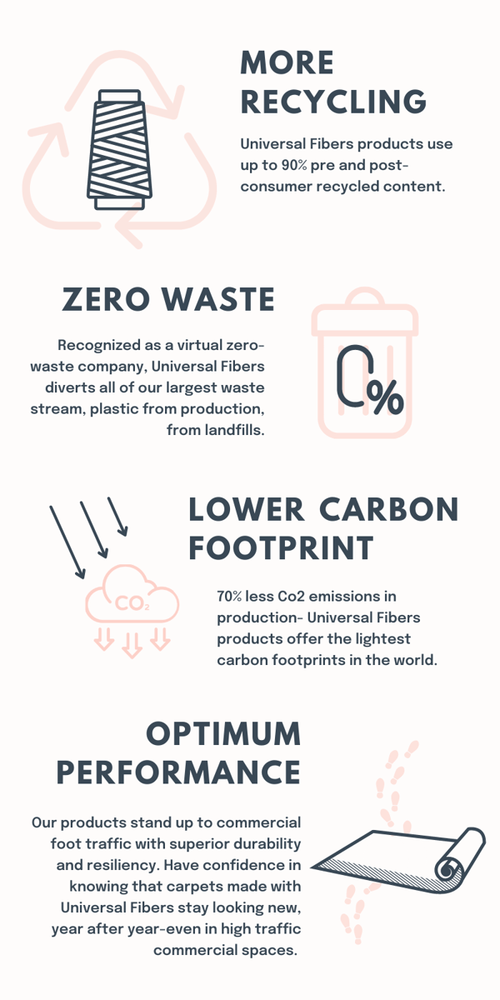 MORE
RECYCLING
Universal Fibers products use
up to 90% pre and post-
consumer recycled content.
ZERO WASTE
Recognized as a virtual zero-
waste company, Universal Fibers
diverts all of our largest waste
stream, plastic from production,
from landfills.
0%
LOWER CARBON
FOOTPRINT
CO₂
70% less Co2 emissions in
production- Universal Fibers
products offer the lightest
carbon footprints in the world.
OPTIMUM
PERFORMANCE
Our products stand up to commercial
foot traffic with superior durability
and resiliency. Have confidence in
knowing that carpets made with
Universal Fibers stay looking new,
year after year-even in high traffic
commercial spaces.